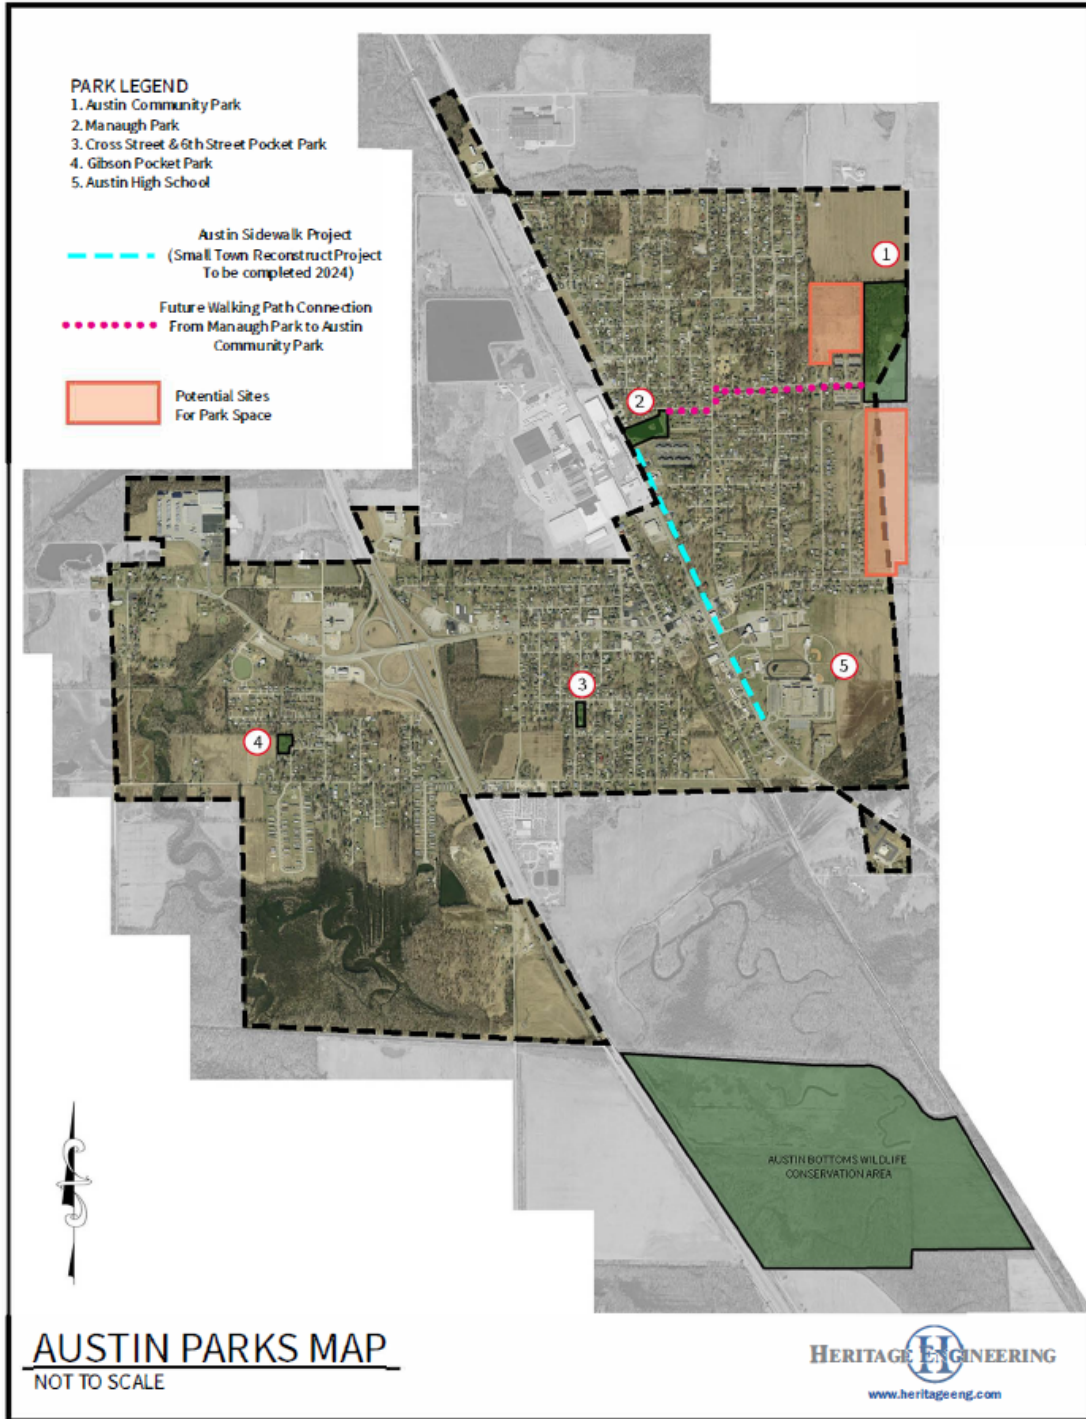 PARK LEGEND
1. Austin Community Park
2. Manaugh Park
3. Cross Street & 6th Street Pocket Park
4. Gibson Pocket Park
5. Austin High School
Austin Sidewalk Project
(Small Town Reconstruct Project
To be completed 2024)
Future Walking Path Connection
From Manaugh Park to Austin
Community Park
Potential Sites
For Park Space
1
2
3
4
5
AUSTIN BOTTOMS WILDLIFE
CONSERVATION AREA
AUSTIN PARKS MAP
NOT TO SCALE
HERITAGE ENGINEERING
H
www.heritageeng.com